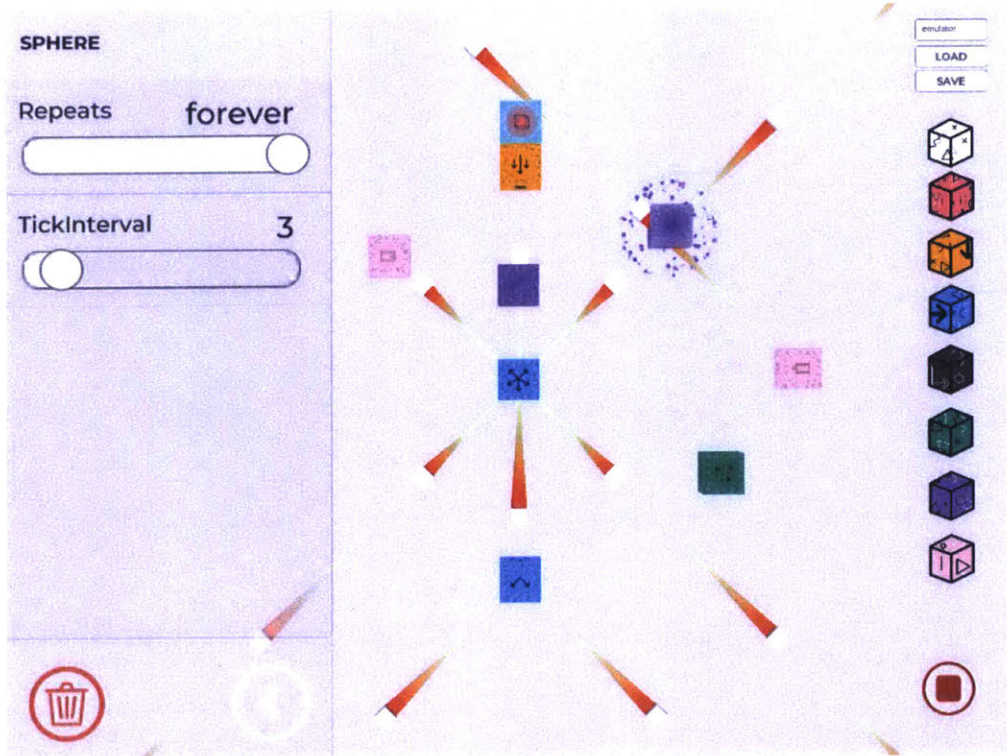 SPHERE
Repeats forever
TickInterval 3
emulator
LOAD
SAVE